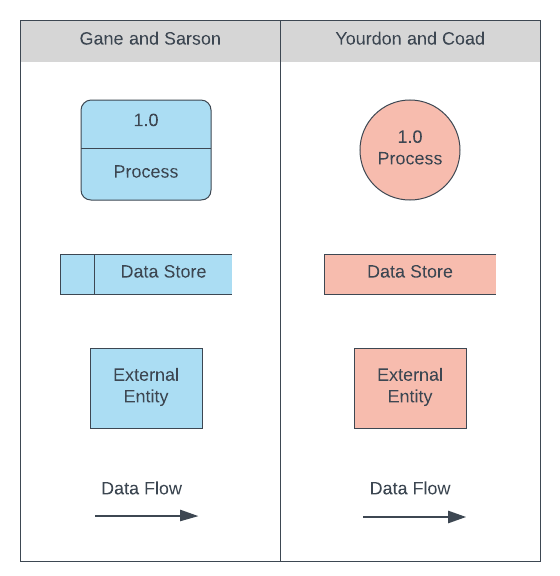 Gane and Sarson
Yourdon and Coad
1.0
Process
1.0
Process
Data Store
Data Store
External
Entity
External
Entity
Data Flow
Data Flow